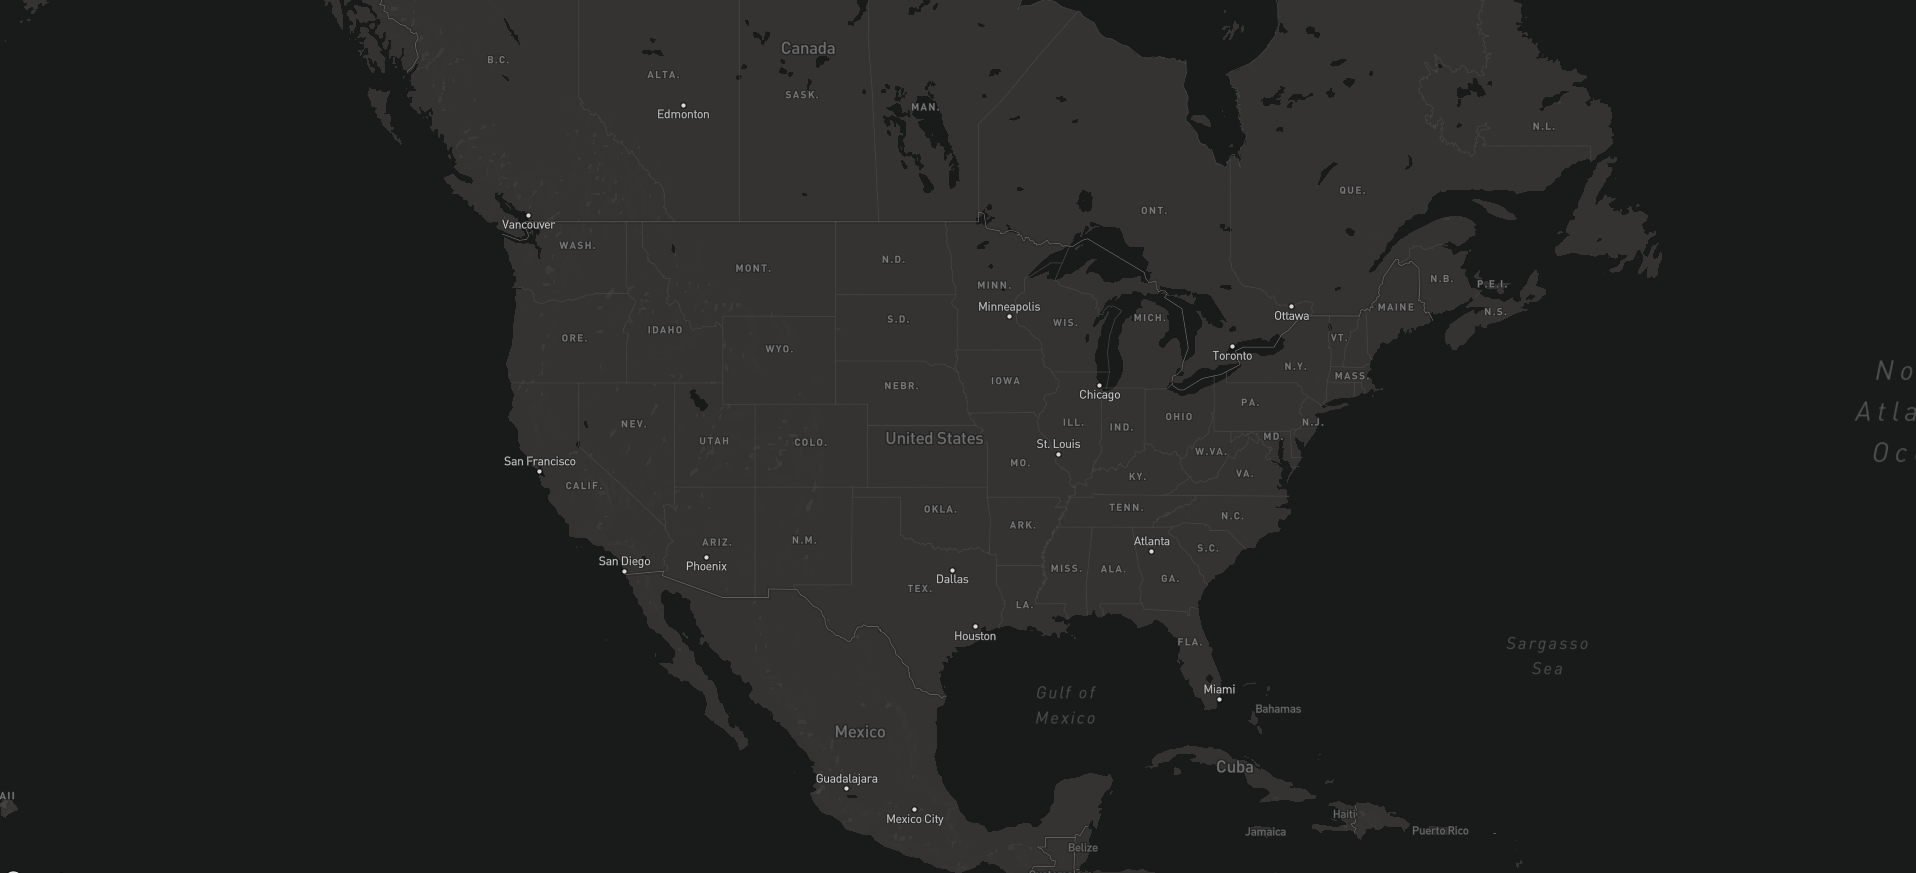 Canada
B.C.
ALTA.
SASK.
MAN.
Edmonton
N.L.
QUE.
ONT.
Vancouver
WASH.
MONT.
N.D.
MINN.
N.B.
P.E.I.
MAINE
N.S.
Minneapolis
Ottawa
S.D.
WIS.
MICH.
IDAHO
ORE.
VT.
WYO.
Toronto
N.Y.
MASS.
No
Atla
Oc
IOWA
NEBR.
Chicago
PA.
OHIO
NEV.
ILL.
IND.
N.J.
MD.
UTAH
COLO.
United States
St. Louis
W.VA.
San Francisco
MO.
KY.
VA.
CALIF.
OKLA.
TENN.
N.C.
ARK.
ARIZ.
N.M.
Atlanta
S.C.
San Diego
Phoenix
Dallas
MISS.
ALA.
GA.
TEX.
LA.
Houston
FLA.
Sargasso
Sea
Gulf of
Mexico
Miami
Bahamas
Mexico
Cuba
Guadalajara
AII
Mexico City
Haiti
Jamaica
Puerto Rico
Belize